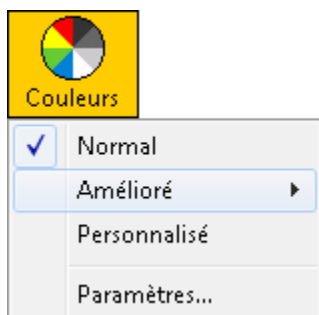 Couleurs
Normal
Amélioré
Personnalisé
Paramètres...